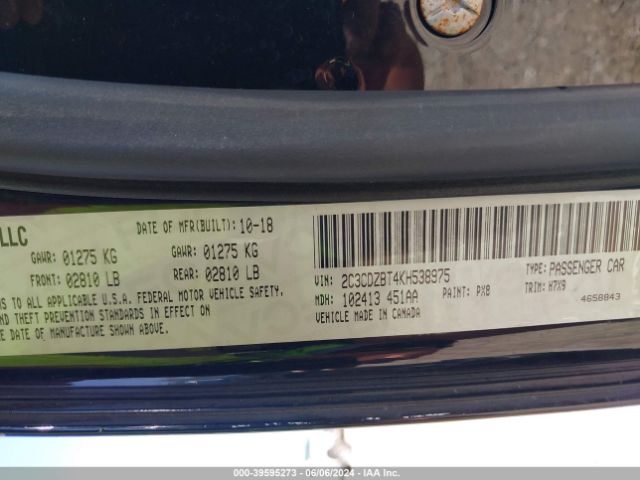 LLC
DATE OF MFR(BUILT): 10-18
GAWR: 01275 KG GAWR: 01275 KG
FRONT: 02810 LB REAR: 02810 LB
S TO ALL APPLICABLE U.S.A. FEDERAL MOTOR VEHICLE SAFETY,
AND THEFT PREVENTION STANDARDS IN EFFECT ON
DATE OF MANUFACTURE SHOWN ABOVE.
VIN: 2C3CDZBT4KH538975 TYPE: PASSENGER CAR
MDH: 102413 451AA PAINT: PX8 TRIM: H7X9
VEHICLE MADE IN CANADA 4658843
000-39595273 - 06/06/2024 - IAA Inc.